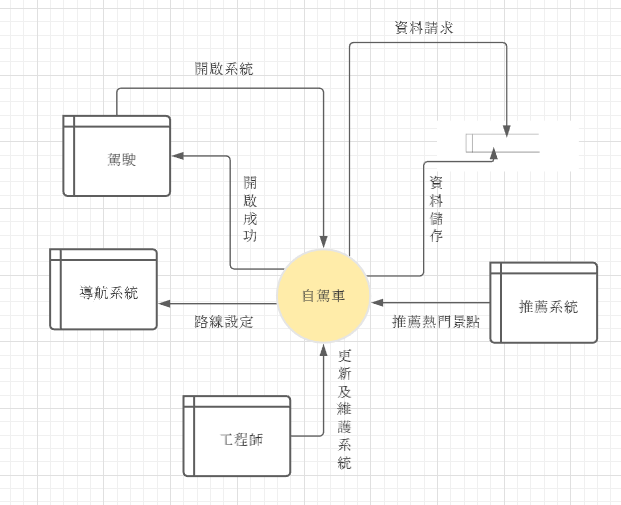 資料請求
開啟系統
駕駛
開啟成功
資料儲存
導航系統
自駕車
推薦系統
路線設定
推薦熱門景點
更新及維護系統
工程師